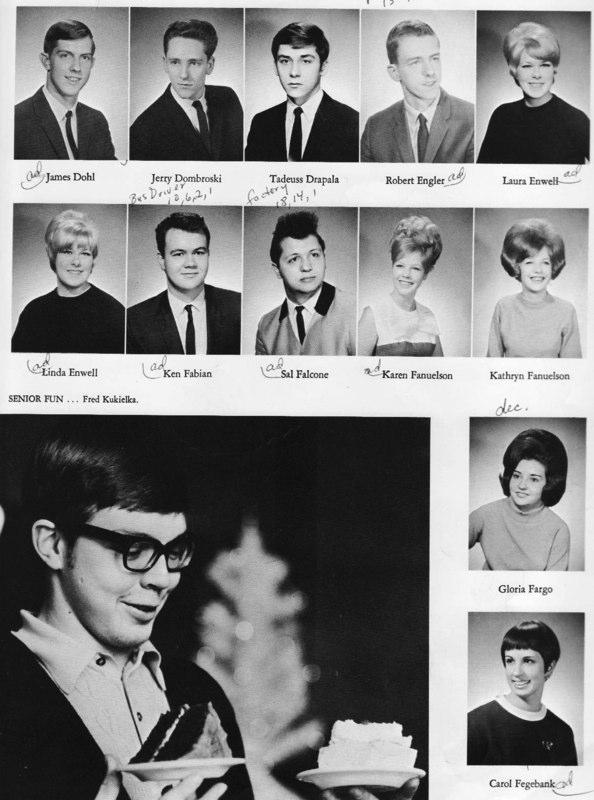 James Dohl
Jerry Dombroski
Tadeuss Drapala
Robert Engler
Laura Enwell
ad
ad
ad
Bus Driver
10, 6, 2, 1
factory
18, 14, 1
Linda Enwell
Ken Fabian
Sal Falcone
Karen Fanuelson
Kathryn Fanuelson
ad
ad
ad
ad
SENIOR FUN ... Fred Kukielka.
dec.
Gloria Fargo
Carol Fegebank
ad